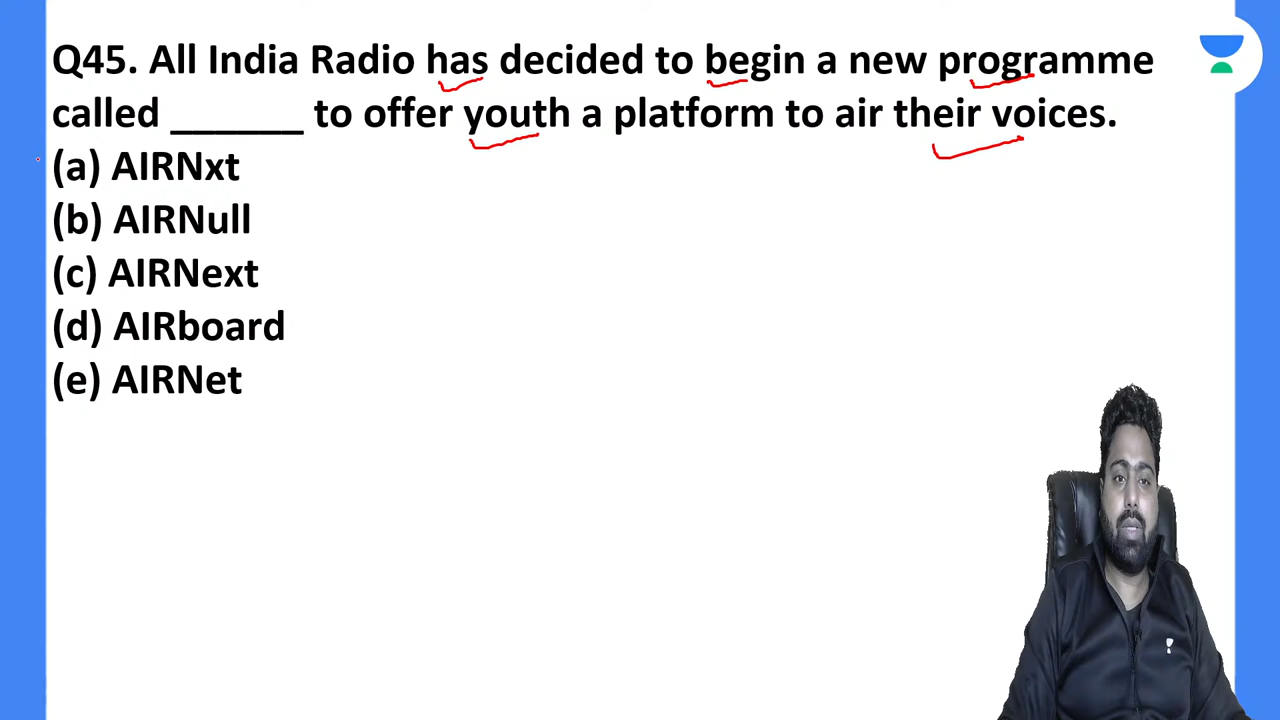 Q45. All India Radio has decided to begin a new programme
called ______ to offer youth a platform to air their voices.
(a) AIRNxt
(b) AIRNull
(c) AIRNext
(d) AIRboard
(e) AIRNet